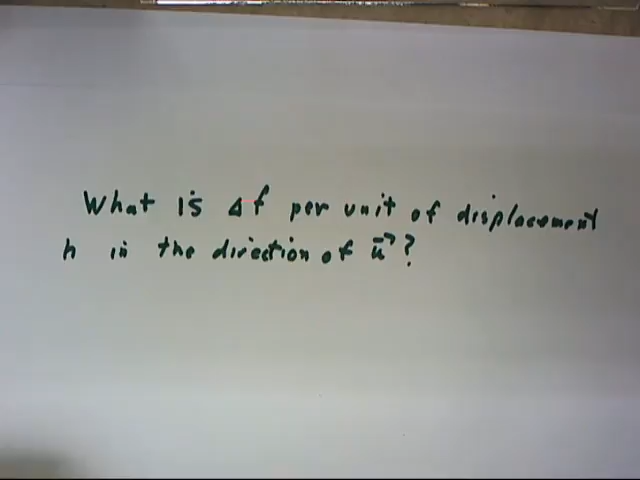 What is Δf per unit of displacement
h in the direction of u⃗?